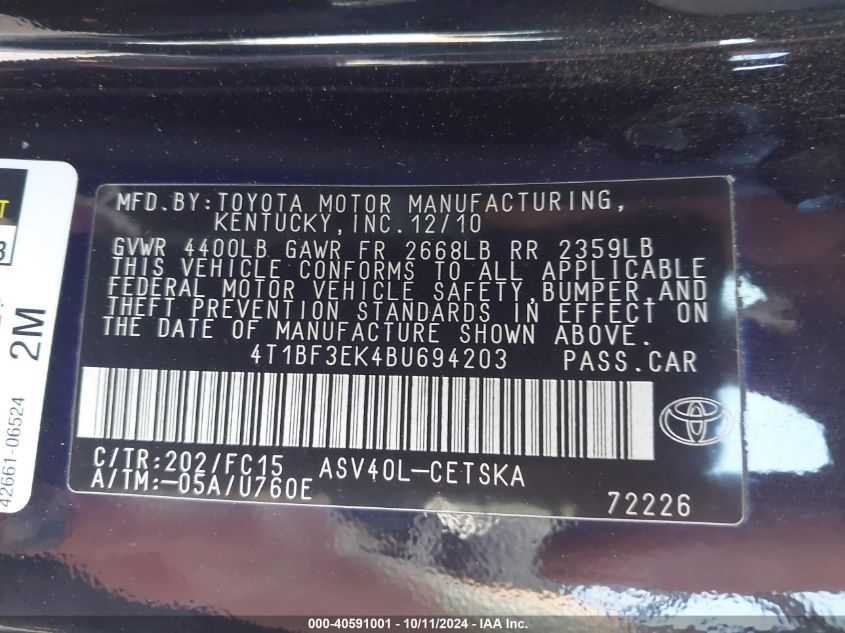 MFD.BY:TOYOTA MOTOR MANUFACTURING,
KENTUCKY,INC.12/10
GVWR 4400LB GAWR FR 2668LB RR 2359LB
THIS VEHICLE CONFORMS TO ALL APPLICABLE
FEDERAL MOTOR VEHICLE SAFETY,BUMPER,AND
THEFT PREVENTION STANDARDS IN EFFECT ON
THE DATE OF MANUFACTURE SHOWN ABOVE.
4T1BF3EK4BU694203 PASS.CAR
C/TR:202/FC15 ASV40L-CETSKA
A/TM:-05A/U760E
72226
2M
42661-06524
000-40591001 - 10/11/2024 - IAA Inc.